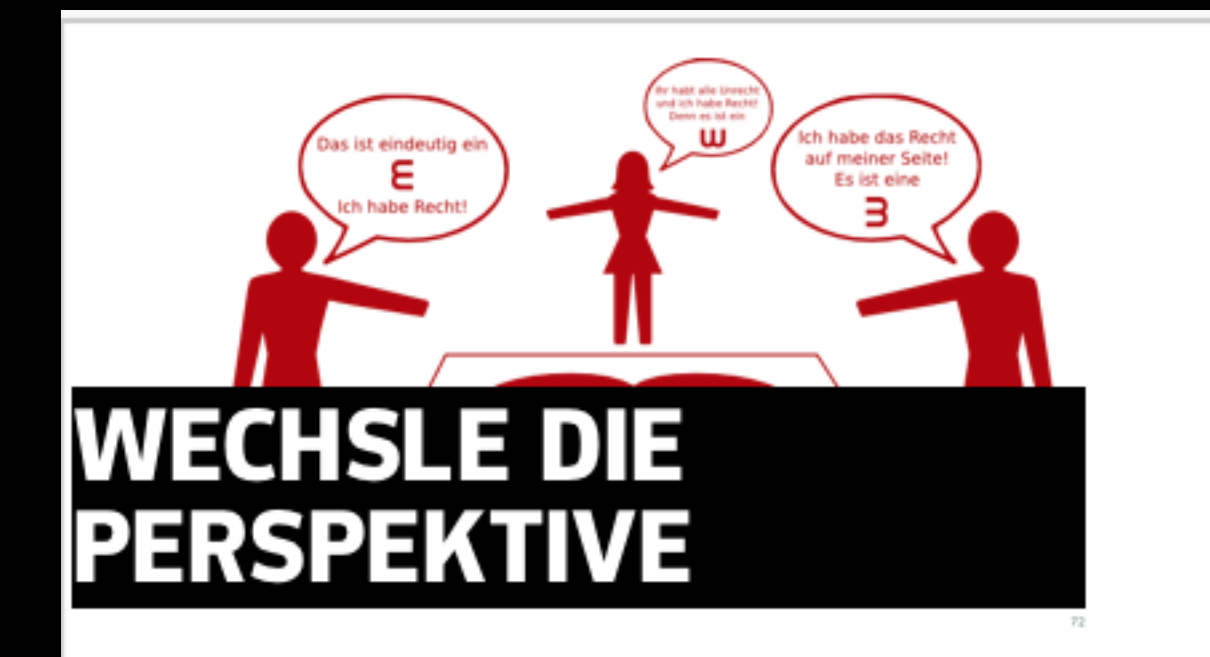 Das ist eindeutig ein
E
Ich habe Recht!
Ihr habt alle Unrecht
und ich habe Recht!
Denn es ist ein
W
Ich habe das Recht
auf meiner Seite!
Es ist eine
3
WECHSLE DIE
PERSPEKTIVE
72